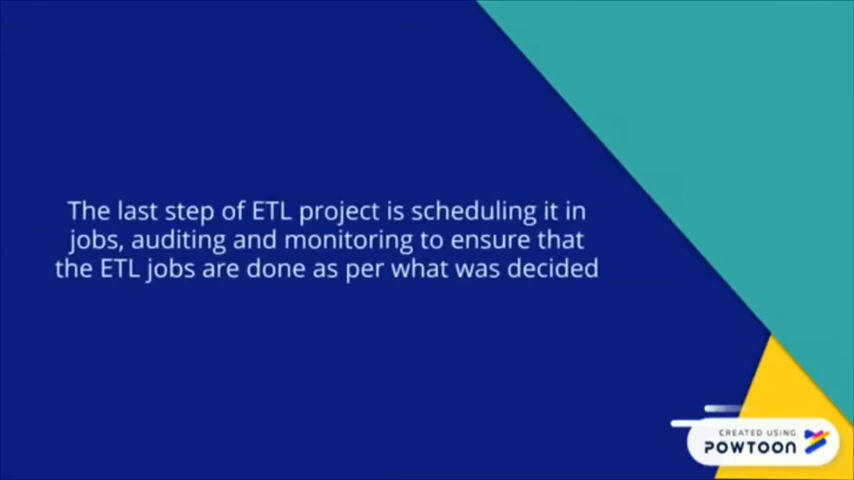 The last step of ETL project is scheduling it in
jobs, auditing and monitoring to ensure that
the ETL jobs are done as per what was decided
CREATED USING
POWTOON